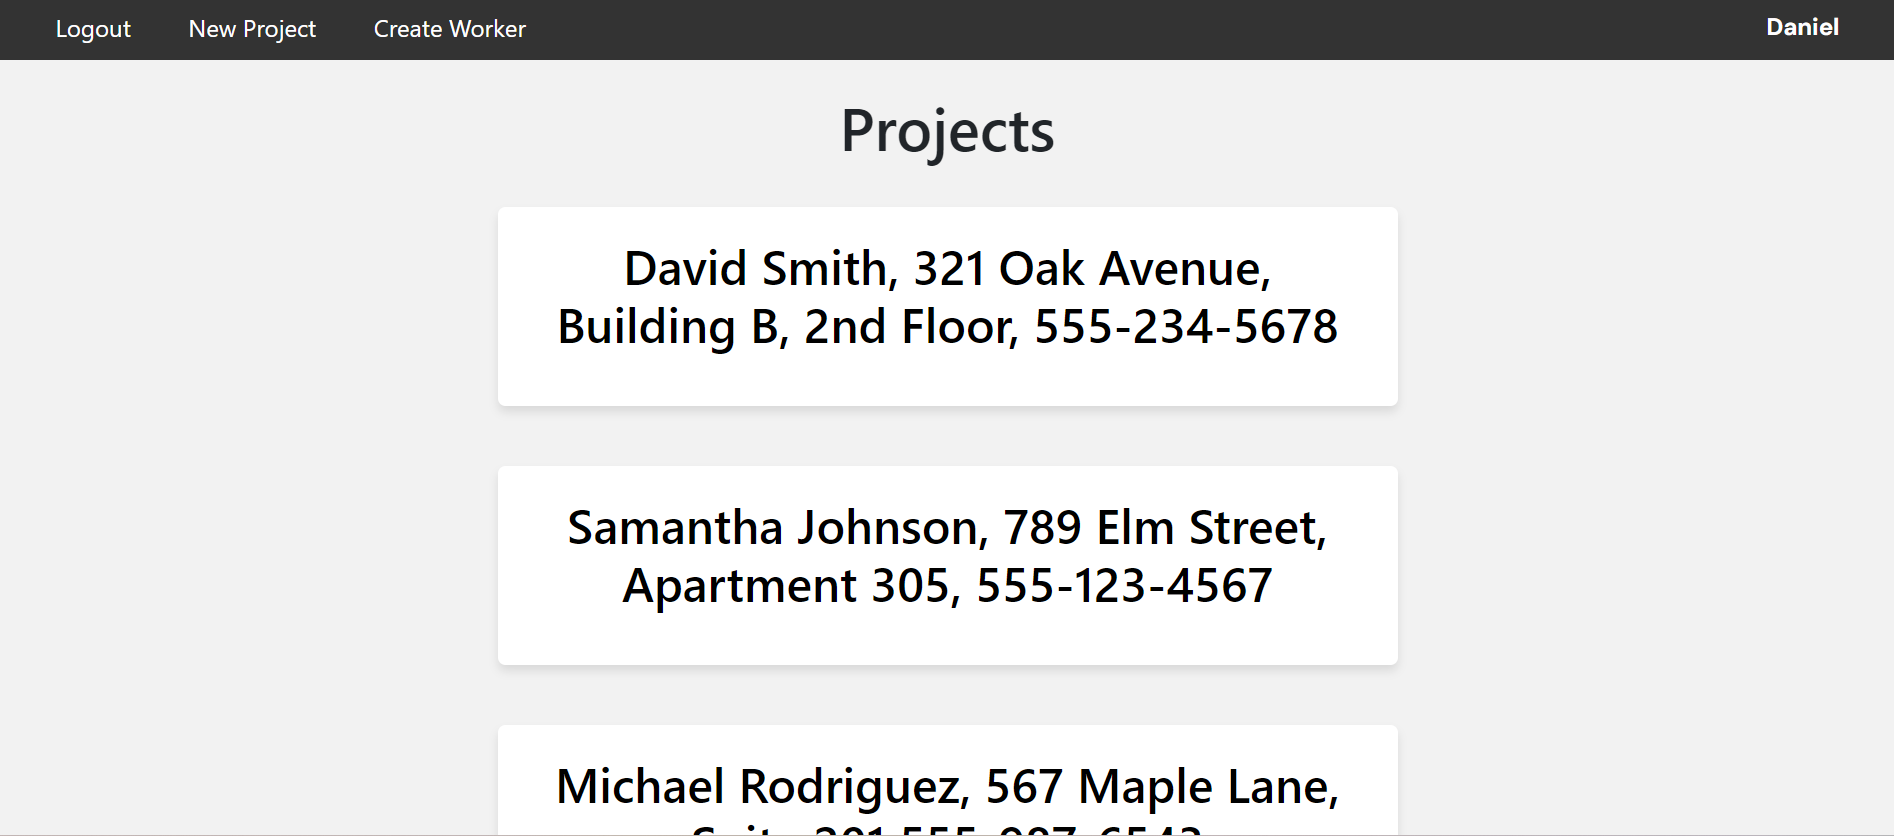 Logout New Project Create Worker Daniel
Projects
David Smith, 321 Oak Avenue,
Building B, 2nd Floor, 555-234-5678
Samantha Johnson, 789 Elm Street,
Apartment 305, 555-123-4567
Michael Rodriguez, 567 Maple Lane,